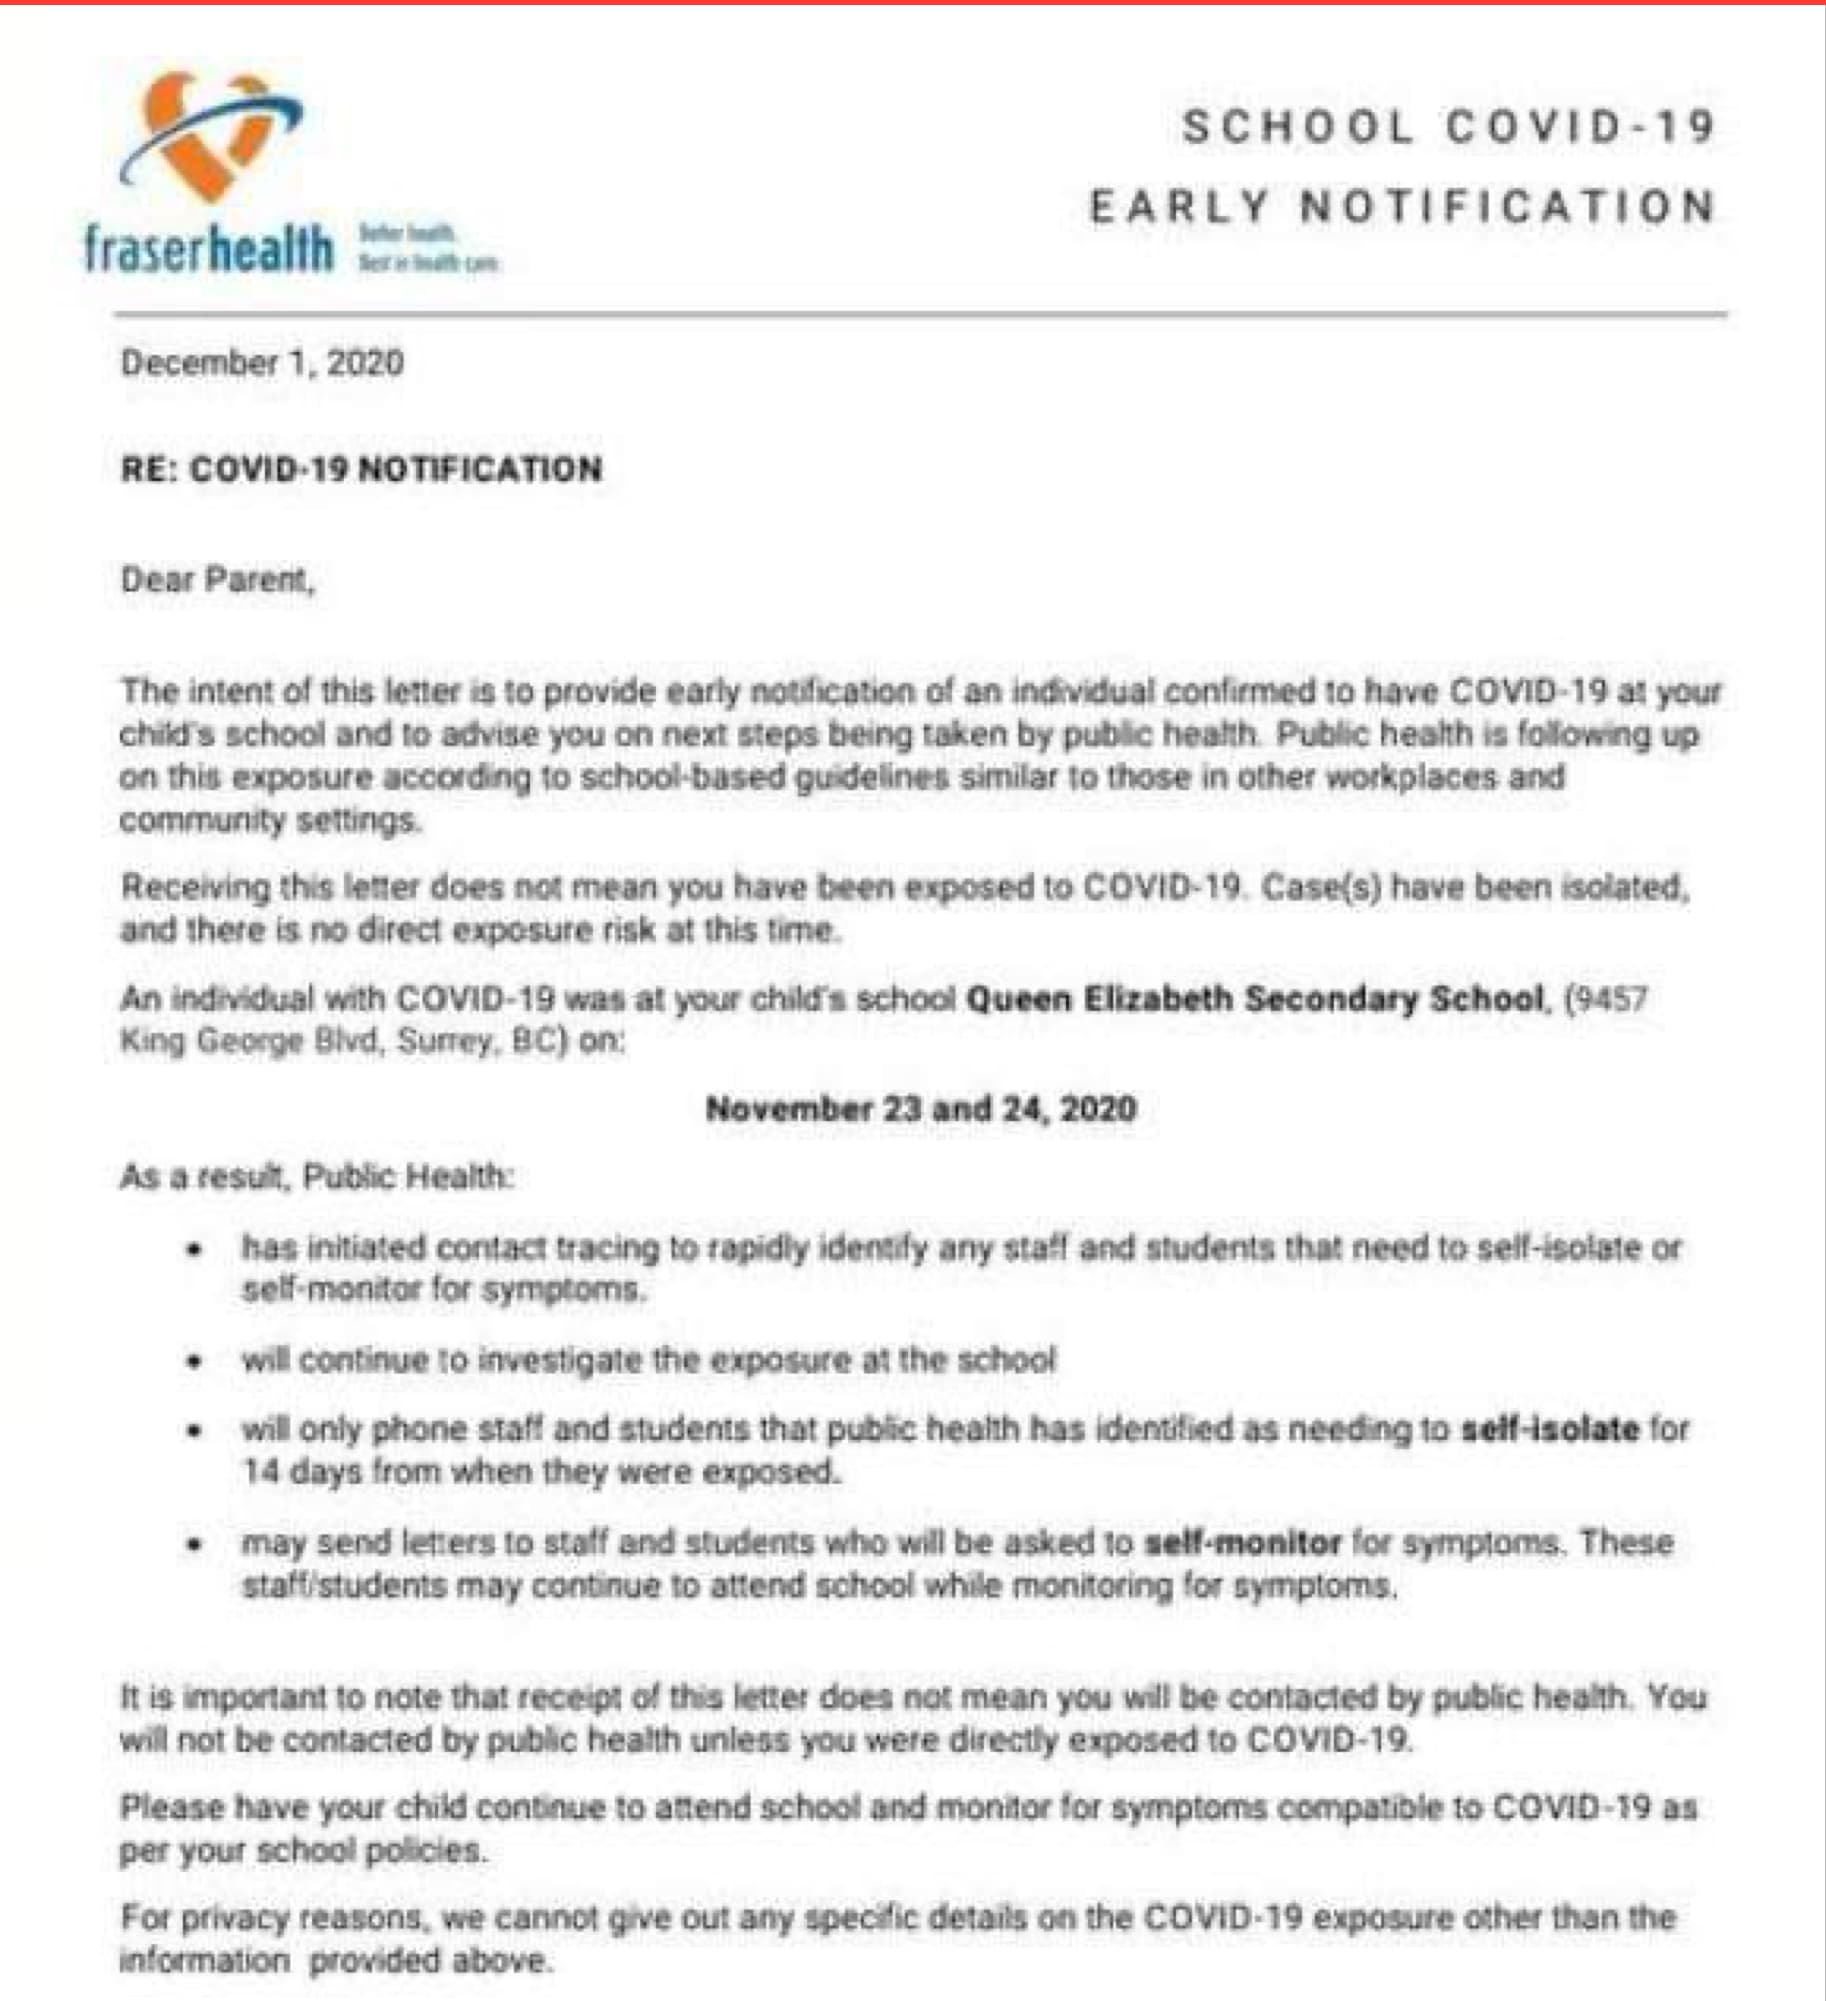 SCHOOL COVID-19
EARLY NOTIFICATION
fraserhealth
Better health.
Best in health care.
December 1, 2020
RE: COVID-19 NOTIFICATION
Dear Parent,
The intent of this letter is to provide early notification of an individual confirmed to have COVID-19 at your
child's school and to advise you on next steps being taken by public health. Public health is following up
on this exposure according to school-based guidelines similar to those in other workplaces and
community settings.
Receiving this letter does not mean you have been exposed to COVID-19. Case(s) have been isolated,
and there is no direct exposure risk at this time.
An individual with COVID-19 was at your child's school Queen Elizabeth Secondary School, (9457
King George Blvd, Surrey, BC) on:
November 23 and 24, 2020
As a result, Public Health:
• has initiated contact tracing to rapidly identify any staff and students that need to self-isolate or
self-monitor for symptoms.
• will continue to investigate the exposure at the school
• will only phone staff and students that public health has identified as needing to self-isolate for
14 days from when they were exposed.
• may send letters to staff and students who will be asked to self-monitor for symptoms. These
staff/students may continue to attend school while monitoring for symptoms.
It is important to note that receipt of this letter does not mean you will be contacted by public health. You
will not be contacted by public health unless you were directly exposed to COVID-19.
Please have your child continue to attend school and monitor for symptoms compatible to COVID-19 as
per your school policies.
For privacy reasons, we cannot give out any specific details on the COVID-19 exposure other than the
information provided above.